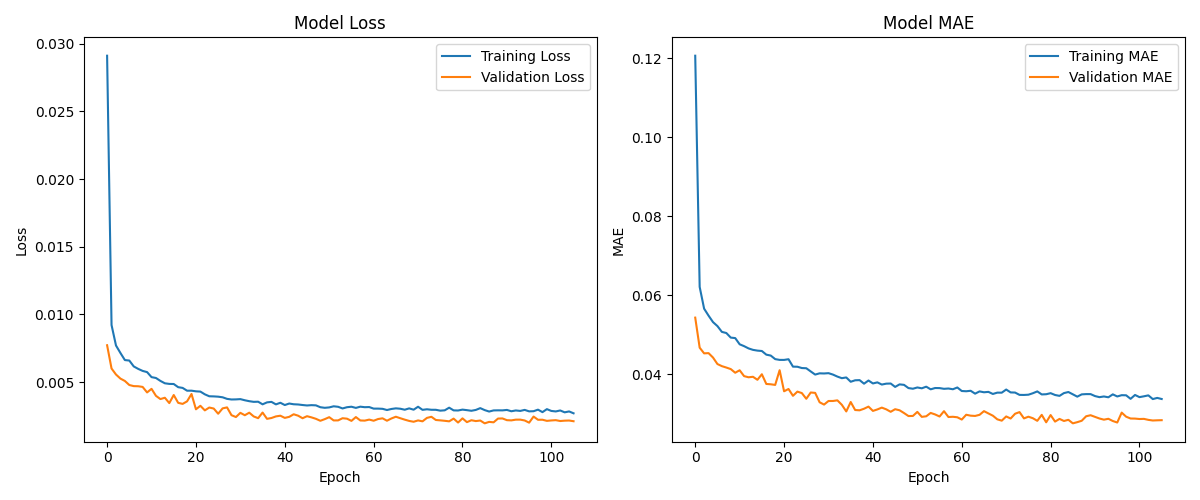 Model Loss
0.030
0.025
0.020
0.015
0.010
0.005
Loss
0 20 40 60 80 100
Epoch
Training Loss
Validation Loss
Model MAE
0.12
0.10
0.08
0.06
0.04
MAE
0 20 40 60 80 100
Epoch
Training MAE
Validation MAE